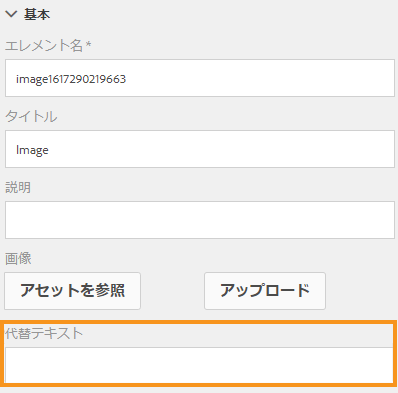 基本
エレメント名*
image1617290219663
タイトル
Image
説明
画像
アセットを参照 アップロード
代替テキスト